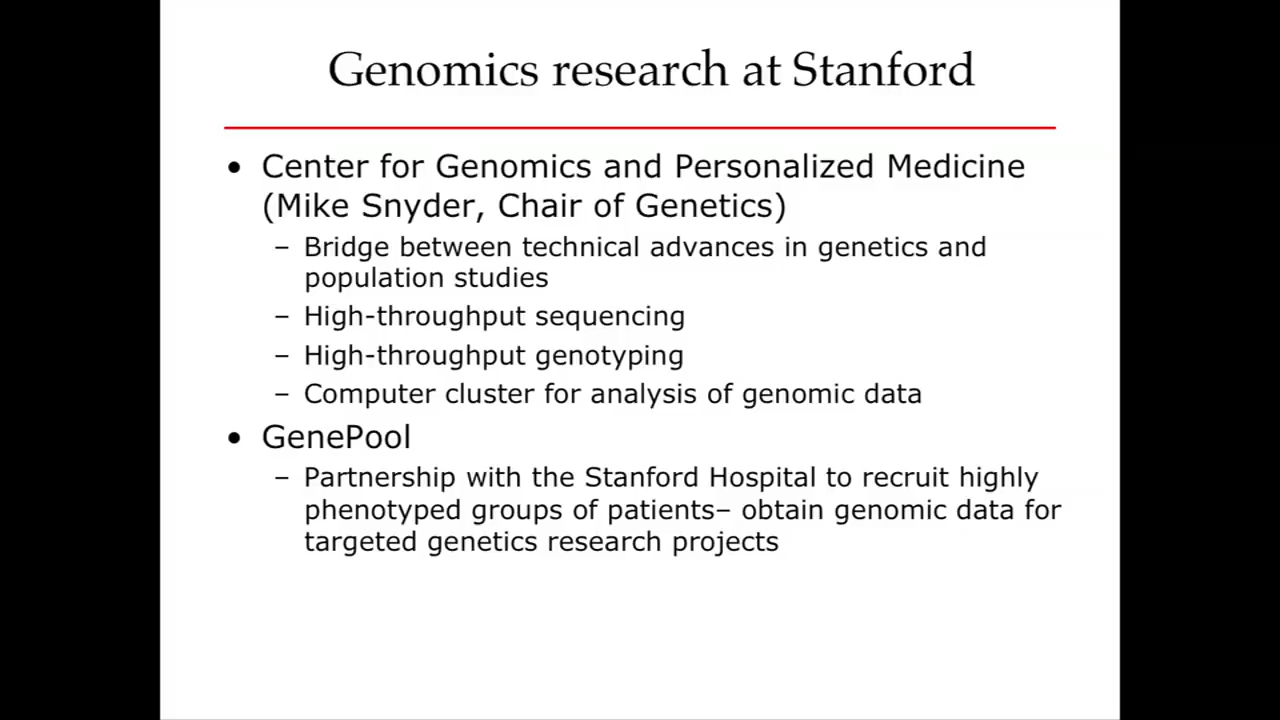 Genomics research at Stanford
• Center for Genomics and Personalized Medicine
(Mike Snyder, Chair of Genetics)
– Bridge between technical advances in genetics and
population studies
– High-throughput sequencing
– High-throughput genotyping
– Computer cluster for analysis of genomic data
• GenePool
– Partnership with the Stanford Hospital to recruit highly
phenotyped groups of patients– obtain genomic data for
targeted genetics research projects